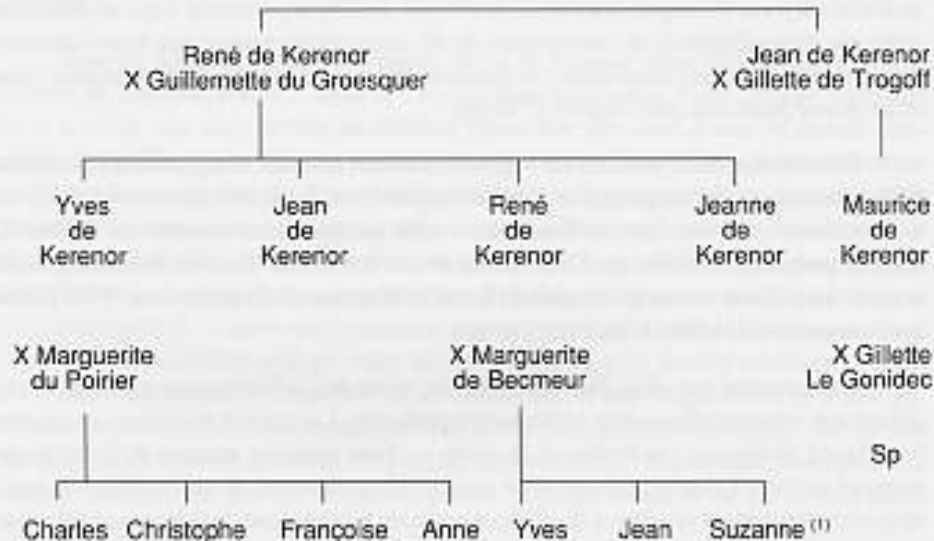 René de Kerenor
X Guillemette du Groesquer
Jean de Kerenor
X Gillette de Trogoff
Yves
de
Kerenor
Jean
de
Kerenor
René
de
Kerenor
Jeanne
de
Kerenor
Maurice
de
Kerenor
X Marguerite
du Poirier
X Marguerite
de Becmeur
X Gillette
Le Gonidec
Sp
Charles Christophe Françoise Anne Yves Jean Suzanne (1)